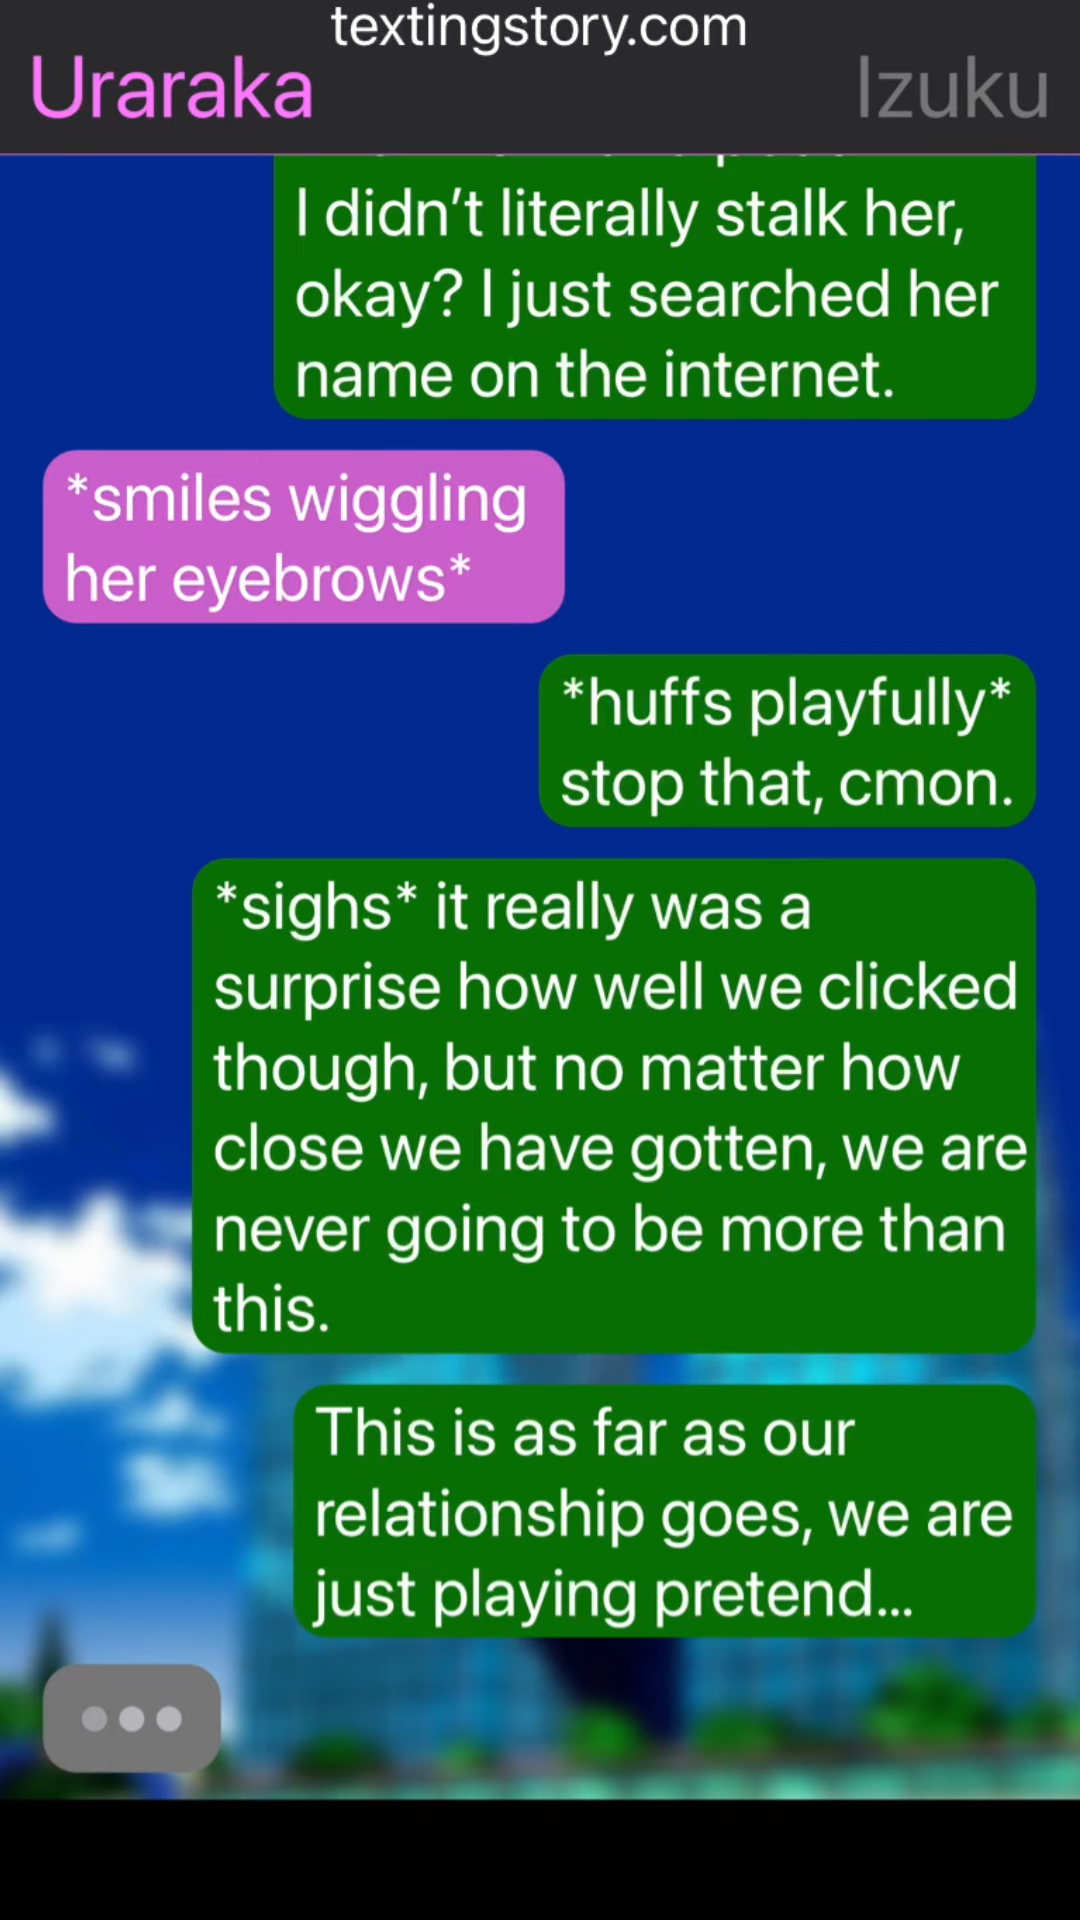 textingstory.com
Uraraka
Izuku
I didn’t literally stalk her,
okay? I just searched her
name on the internet.
*smiles wiggling
her eyebrows*
*huffs playfully*
stop that, cmon.
*sighs* it really was a
surprise how well we clicked
though, but no matter how
close we have gotten, we are
never going to be more than
this.
This is as far as our
relationship goes, we are
just playing pretend...